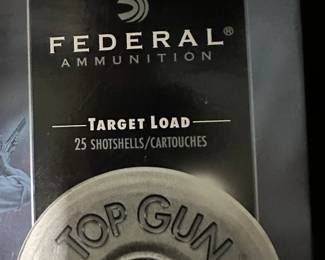 FEDERAL®
AMMUNITION
TARGET LOAD
25 SHOTSHELLS/CARTOUCHES
TOP GUN